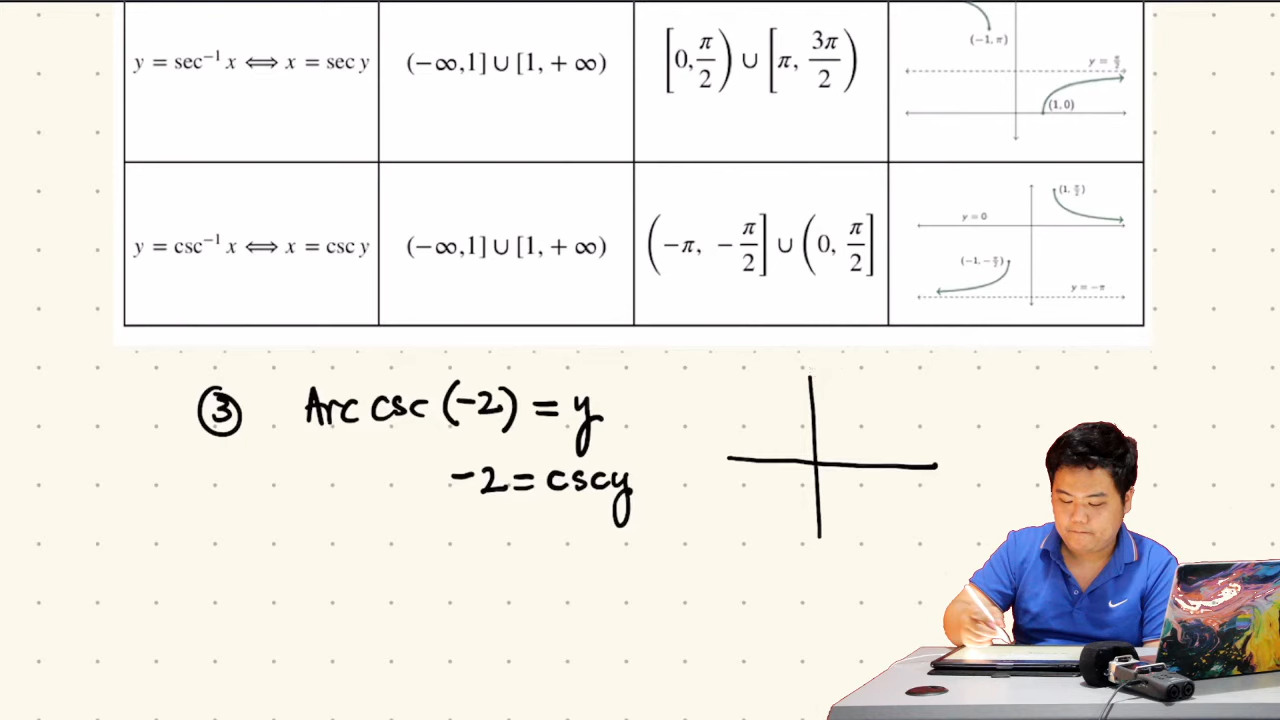 (−1, π)
y = sec⁻¹ x ⟺ x = sec y (−∞,1] ∪ [1, + ∞) [0, π/2) ∪ [π, 3π/2) y = π/2
(1, 0)
(1, π/2)
y = 0
y = csc⁻¹ x ⟺ x = csc y (−∞,1] ∪ [1, + ∞) (−π, −π/2] ∪ (0, π/2] (−1, −π/2)
y = −π
③ Arc csc (-2) = y
-2 = csc y